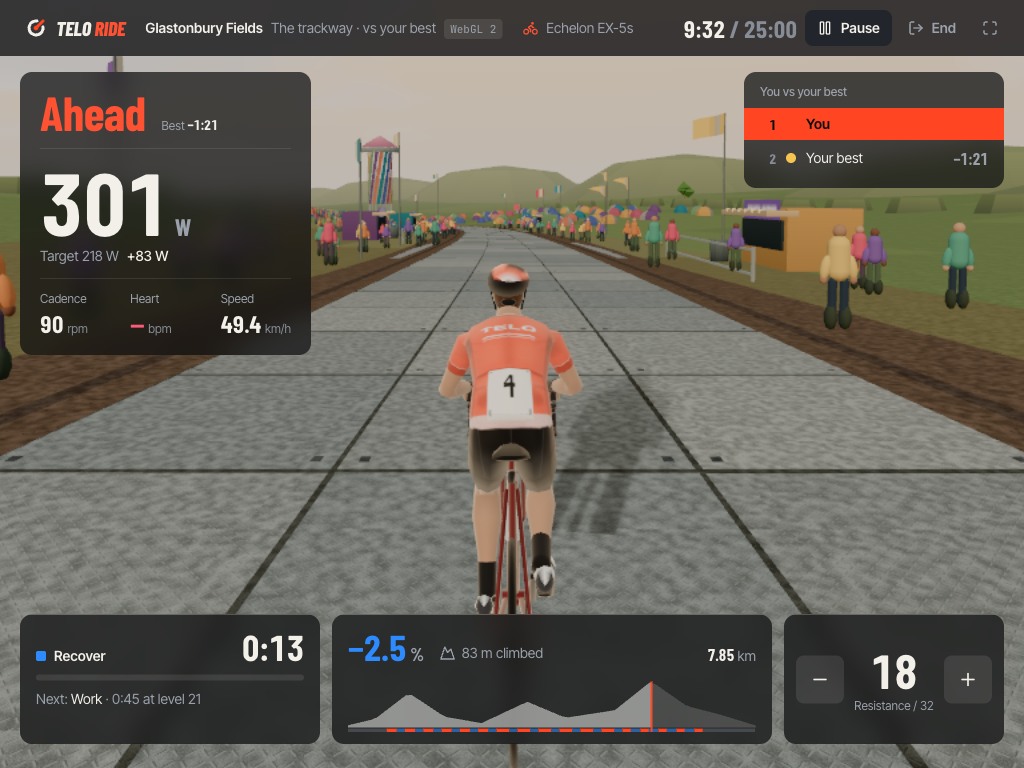 TELO RIDE
Glastonbury Fields The trackway · vs your best WebGL 2 Echelon EX-5s
9:32 / 25:00 Pause End
Ahead Best −1:21
301 W
Target 218 W +83 W
Cadence Heart Speed
90 rpm — bpm 49.4 km/h
You vs your best
1 You
2 Your best −1:21
TELO
4
Recover 0:13
Next: Work · 0:45 at level 21
−2.5 % 83 m climbed 7.85 km
− 18 +
Resistance / 32